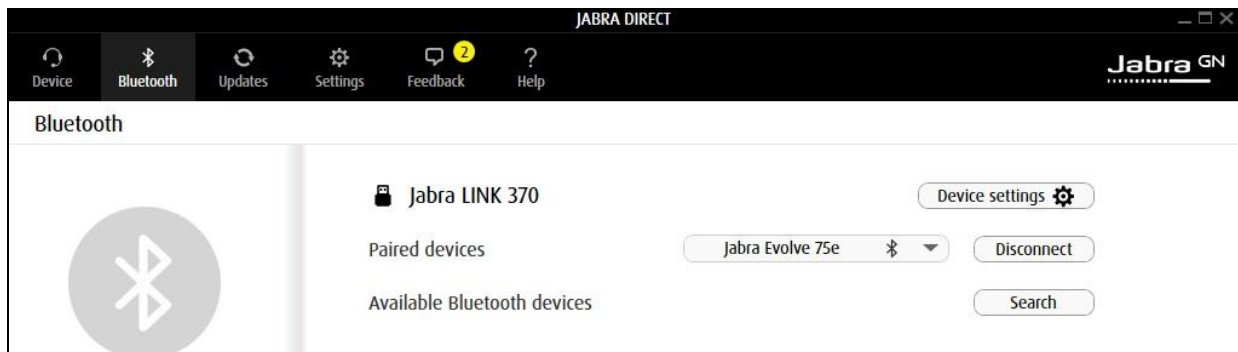 JABRA DIRECT
Device Bluetooth Updates Settings Feedback 2 Help
Jabra GN
Bluetooth
Jabra LINK 370 Device settings
Paired devices Jabra Evolve 75e Disconnect
Available Bluetooth devices Search